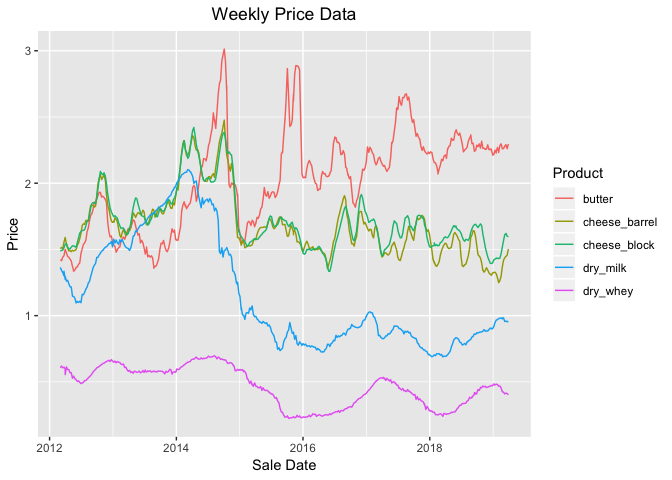 Weekly Price Data
3
2
1
Price
2012
2014
2016
2018
Sale Date
Product
butter
cheese_barrel
cheese_block
dry_milk
dry_whey